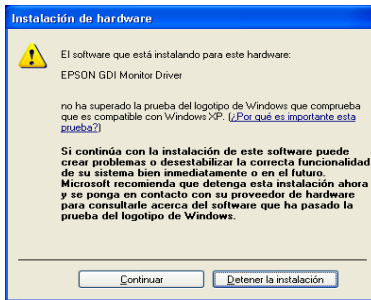 Instalación de hardware
El software que está instalando para este hardware:
EPSON GDI Monitor Driver
no ha superado la prueba del logotipo de Windows que comprueba
que es compatible con Windows XP. (¿Por qué es importante esta
prueba?)
Si continúa con la instalación de este software puede
crear problemas o desestabilizar la correcta funcionalidad
de su sistema bien inmediatamente o en el futuro.
Microsoft recomienda que detenga esta instalación ahora
y se ponga en contacto con su proveedor de hardware
para consultarle acerca del software que ha pasado la
prueba del logotipo de Windows.
Continuar
Detener la instalación